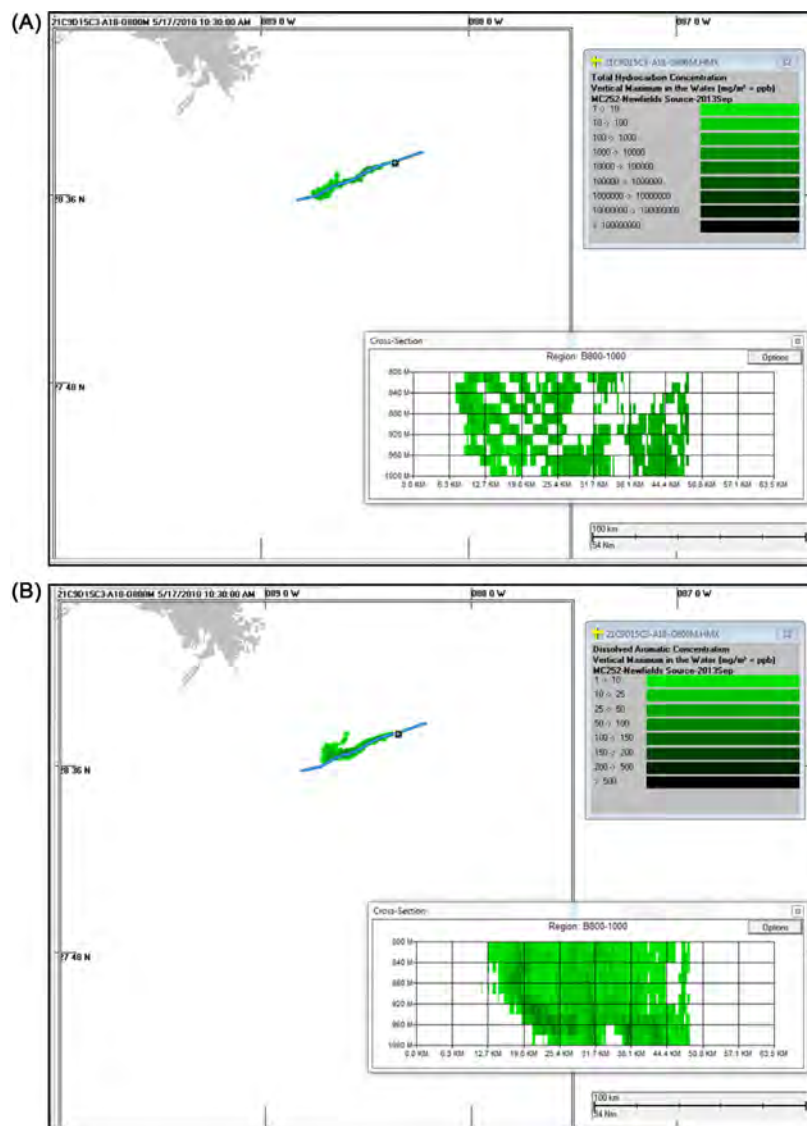 (A)
21C9D15C3-A18-O800M 5/17/2010 10:30:00 AM
089 0 W
088 0 W
087 0 W
28 36 N
27 48 N
21C9D15C3-A18-O800M.HMX
Total Hydrocarbon Concentration
Vertical Maximum in the Water (mg/m³ = ppb)
MC252-Newfields Source-2013Sep
1 -> 10
10 -> 100
100 -> 1000
1000 -> 10000
10000 -> 100000
100000 -> 1000000
1000000 -> 10000000
10000000 -> 100000000
> 100000000
Cross-Section
Region: B800-1000
Options
800 M
840 M
880 M
920 M
960 M
1000 M
0.0 KM 6.3 KM 12.7 KM 19.0 KM 25.4 KM 31.7 KM 38.1 KM 44.4 KM 50.8 KM 57.1 KM 63.5 KM
100 km
54 Nm
(B)
21C9D15C3-A18-O800M 5/17/2010 10:30:00 AM
089 0 W
088 0 W
087 0 W
28 36 N
27 48 N
21C9D15C3-A18-O800M.HMX
Dissolved Aromatic Concentration
Vertical Maximum in the Water (mg/m³ = ppb)
MC252-Newfields Source-2013Sep
1 -> 10
10 -> 25
25 -> 50
50 -> 100
100 -> 150
150 -> 200
200 -> 500
> 500
Cross-Section
Region: B800-1000
Options
800 M
840 M
880 M
920 M
960 M
1000 M
0.0 KM 6.3 KM 12.7 KM 19.0 KM 25.4 KM 31.7 KM 38.1 KM 44.4 KM 50.8 KM 57.1 KM 63.5 KM
100 km
54 Nm